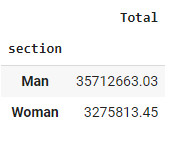 Total
section
Man 35712663.03
Woman 3275813.45